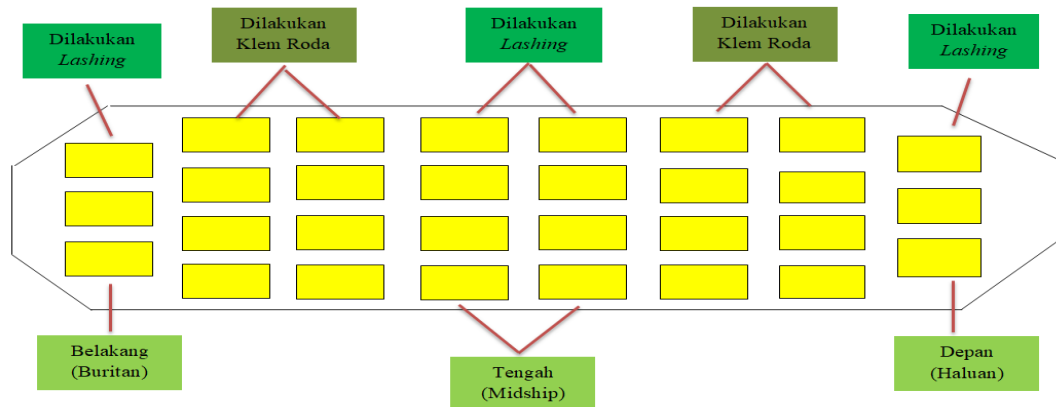 Dilakukan
Lashing
Dilakukan
Klem Roda
Dilakukan
Lashing
Dilakukan
Klem Roda
Dilakukan
Lashing
Belakang
(Buritan)
Tengah
(Midship)
Depan
(Haluan)